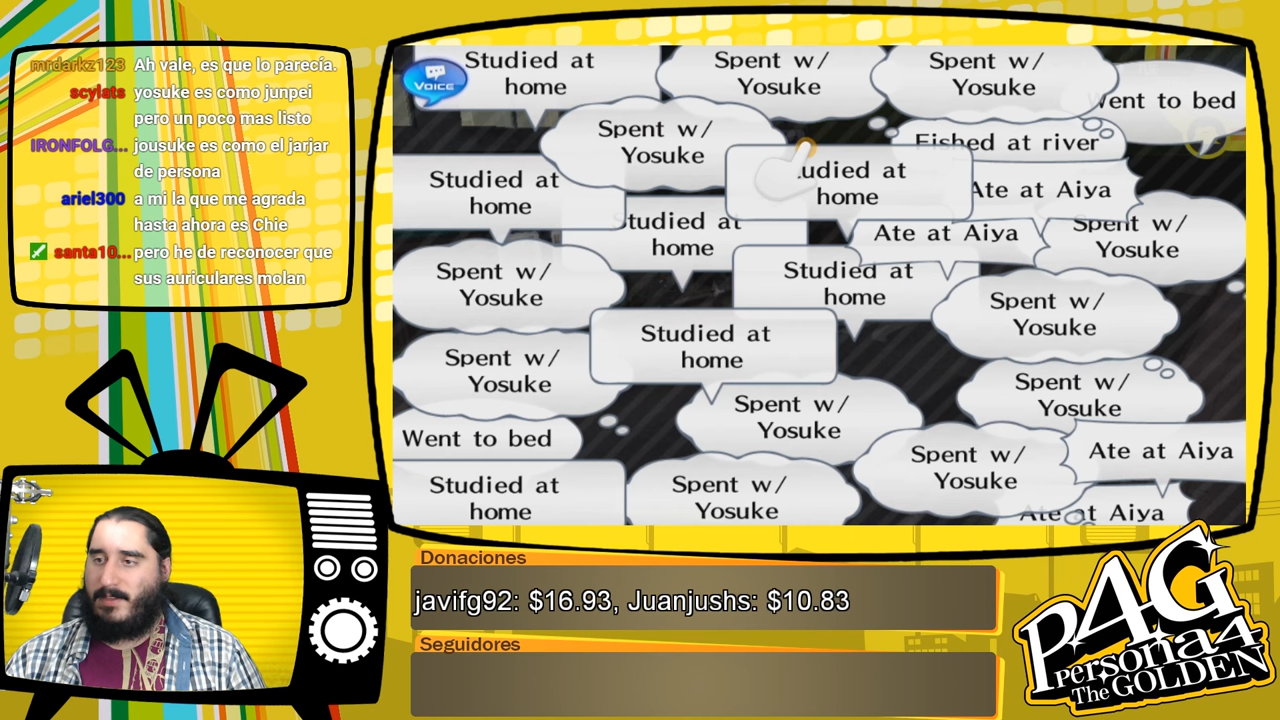 mrdarkz123 Ah vale, es que lo parecía.
scylats yosuke es como junpei
pero un poco mas listo
IRONFOLG... jousuke es como el jarjar
de persona
ariel300 a mi la que me agrada
hasta ahora es Chie
santa10... pero he de reconocer que
sus auriculares molan
VOICE
Studied at
home
Spent w/
Yosuke
Spent w/
Yosuke
Went to bed
Spent w/
Yosuke
Fished at river
Studied at
home
udied at
home
Ate at Aiya
Studied at
home
Ate at Aiya
Spent w/
Yosuke
Spent w/
Yosuke
Studied at
home
Spent w/
Yosuke
Studied at
home
Spent w/
Yosuke
Spent w/
Yosuke
Spent w/
Yosuke
Went to bed
Spent w/
Yosuke
Ate at Aiya
Studied at
home
Spent w/
Yosuke
Ate at Aiya
Donaciones
javifg92: $16.93, Juanjushs: $10.83
Seguidores
P4G
Persona 4
The GOLDEN